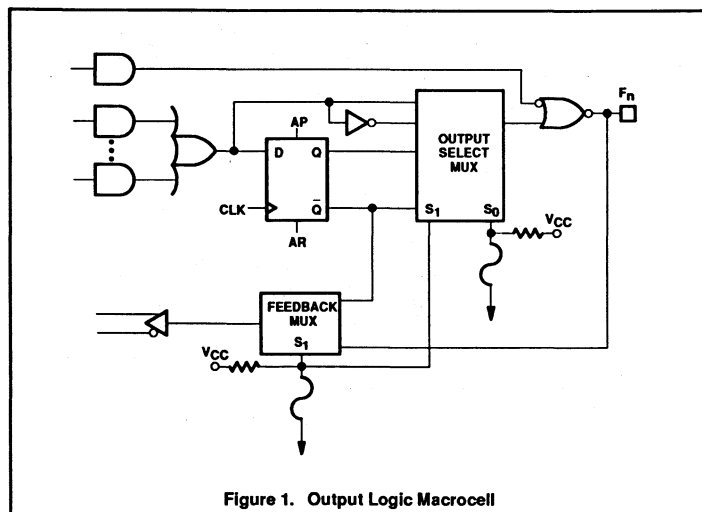 Fn
AP
D Q
OUTPUT
SELECT
MUX
CLK
Q
S1 S0
AR
VCC
FEEDBACK
MUX
S1
VCC
Figure 1. Output Logic Macrocell